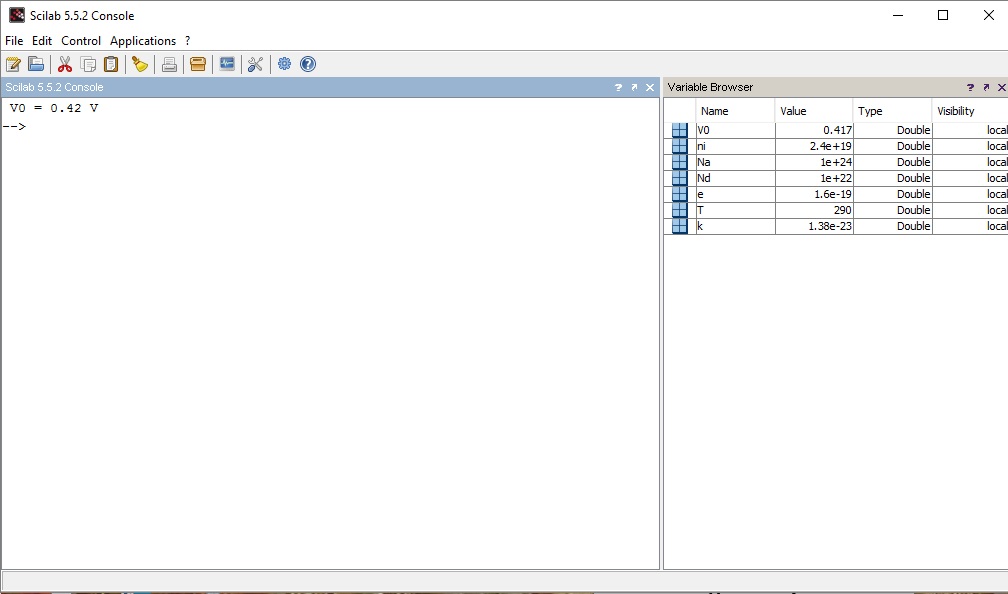 Scilab 5.5.2 Console
File Edit Control Applications ?
Scilab 5.5.2 Console
V0 = 0.42 V
-->
Variable Browser
Name Value Type Visibility
V0 0.417 Double local
ni 2.4e+19 Double local
Na 1e+24 Double local
Nd 1e+22 Double local
e 1.6e-19 Double local
T 290 Double local
k 1.38e-23 Double local